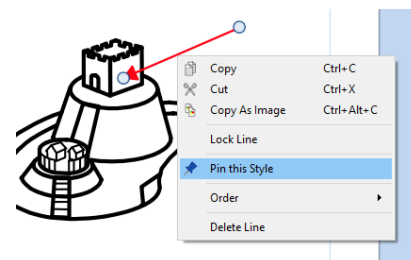 Copy Ctrl+C
Cut Ctrl+X
Copy As Image Ctrl+Alt+C
Lock Line
Pin this Style
Order
Delete Line